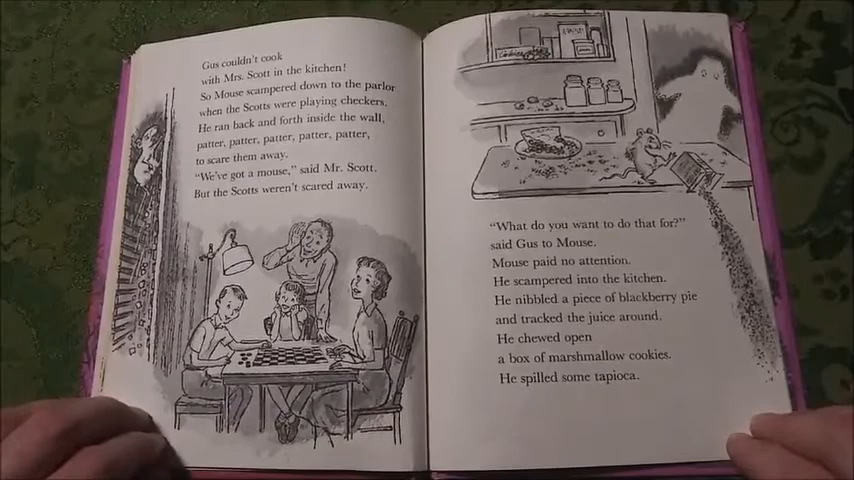 Gus couldn't cook
with Mrs. Scott in the kitchen!
So Mouse scampered down to the parlor
when the Scotts were playing checkers.
He ran back and forth inside the wall,
patter, patter, patter, patter, patter,
to scare them away.
"We've got a mouse," said Mr. Scott.
But the Scotts weren't scared away.
"What do you want to do that for?"
said Gus to Mouse.
Mouse paid no attention.
He scampered into the kitchen.
He nibbled a piece of blackberry pie
and tracked the juice around.
He chewed open
a box of marshmallow cookies.
He spilled some tapioca.